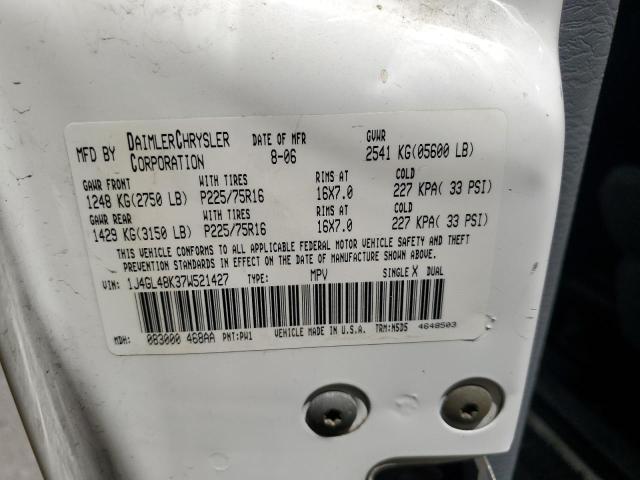 MFD BY DAIMLERCHRYSLER CORPORATION DATE OF MFR 8-06 GVWR 2541 KG(05600 LB)
GAWR FRONT WITH TIRES RIMS AT COLD
1248 KG(2750 LB) P225/75R16 16X7.0 227 KPA( 33 PSI)
GAWR REAR WITH TIRES RIMS AT COLD
1429 KG(3150 LB) P225/75R16 16X7.0 227 KPA( 33 PSI)
THIS VEHICLE CONFORMS TO ALL APPLICABLE FEDERAL MOTOR VEHICLE SAFETY AND THEFT
PREVENTION STANDARDS IN EFFECT ON THE DATE OF MANUFACTURE SHOWN ABOVE.
VIN: 1J4GL48K37W521427 TYPE: MPV SINGLE X DUAL
MDH: 083000 468AA PNT:PW1 VEHICLE MADE IN U.S.A. TRM:N5D5 4648503